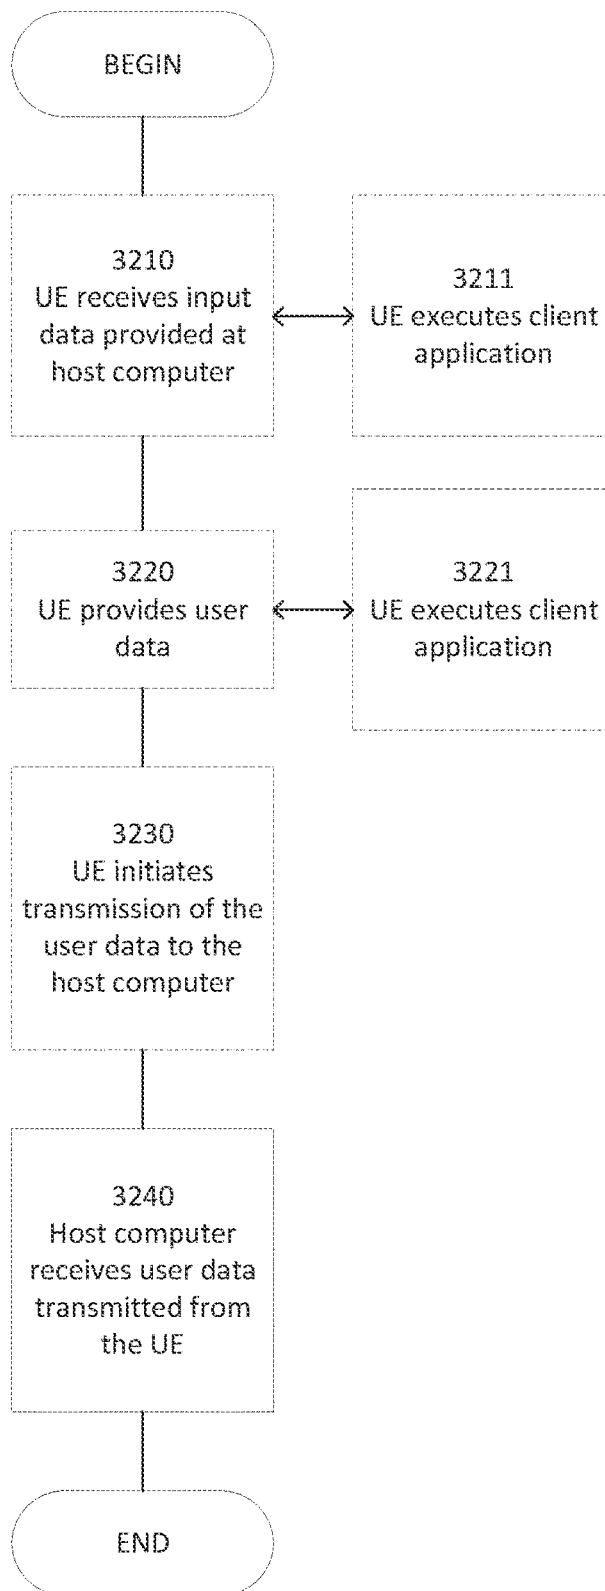 BEGIN
3210
UE receives input
data provided at
host computer
3211
UE executes client
application
3220
UE provides user
data
3221
UE executes client
application
3230
UE initiates
transmission of the
user data to the
host computer
3240
Host computer
receives user data
transmitted from
the UE
END